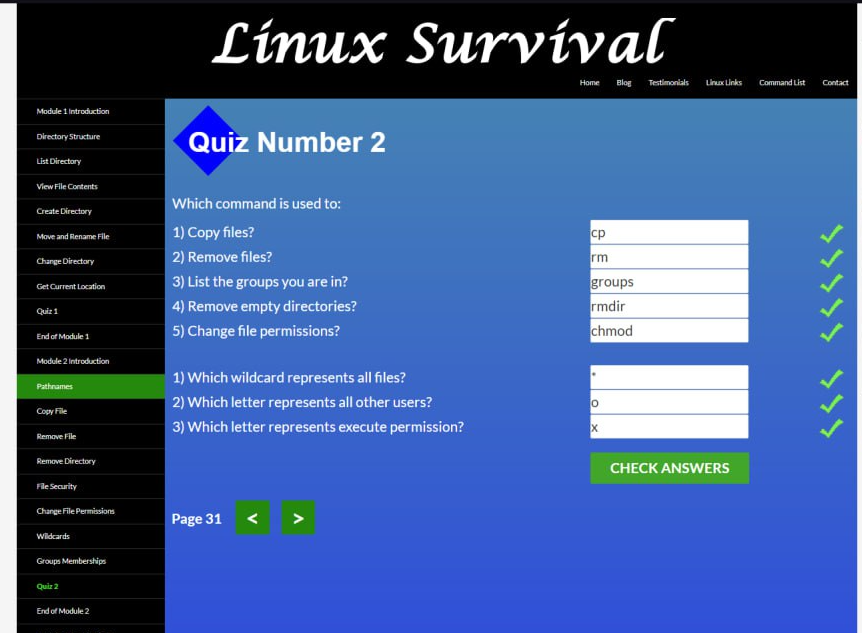 Linux Survival
Home Blog Testimonials Linux Links Command List Contact
Module 1 Introduction
Directory Structure
List Directory
View File Contents
Create Directory
Move and Rename File
Change Directory
Get Current Location
Quiz 1
End of Module 1
Module 2 Introduction
Pathnames
Copy File
Remove File
Remove Directory
File Security
Change File Permissions
Wildcards
Groups Memberships
Quiz 2
End of Module 2
Quiz Number 2
Which command is used to:
1) Copy files? cp
2) Remove files? rm
3) List the groups you are in? groups
4) Remove empty directories? rmdir
5) Change file permissions? chmod
1) Which wildcard represents all files? *
2) Which letter represents all other users? o
3) Which letter represents execute permission? x
CHECK ANSWERS
Page 31 < >